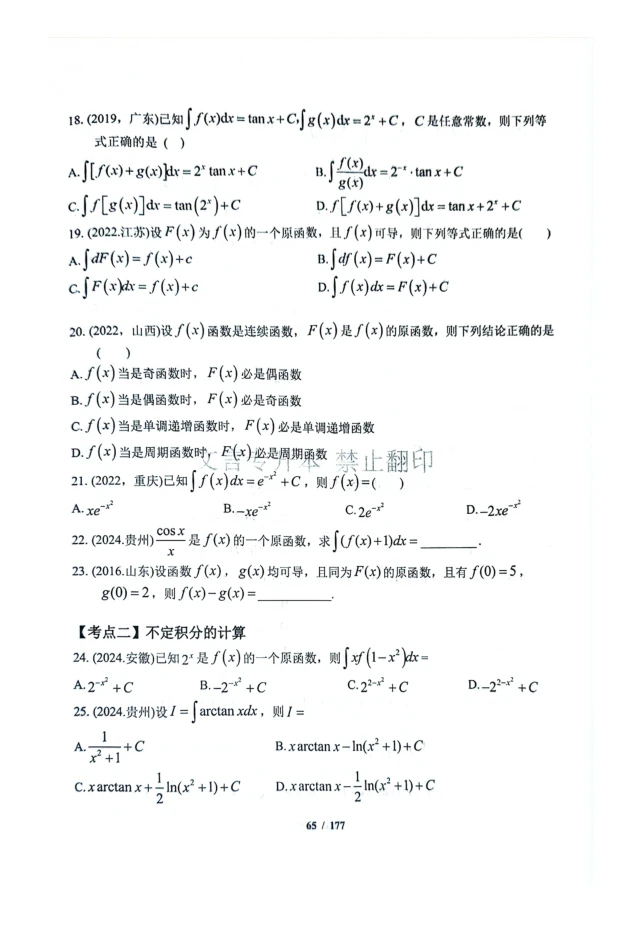 18. (2019，广东)已知∫f(x)dx = tan x + C,∫g(x)dx = 2ˣ + C，C 是任意常数，则下列等
式正确的是（ ）
A.∫[f(x)+g(x)]dx = 2ˣ tan x + C    B.∫f(x)/g(x)dx = 2⁻ˣ · tan x + C
C.∫f[g(x)]dx = tan(2ˣ) + C    D.∫[f(x)+g(x)]dx = tan x + 2ˣ + C
19. (2022.江苏)设F(x)为f(x)的一个原函数，且f(x)可导，则下列等式正确的是( )
A.∫dF(x) = f(x)+c    B.∫df(x) = F(x)+C
C.∫F(x)dx = f(x)+c    D.∫f(x)dx = F(x)+C
20. (2022，山西)设f(x)函数是连续函数，F(x)是f(x)的原函数，则下列结论正确的是
( )
A.f(x)当是奇函数时，F(x)必是偶函数
B.f(x)当是偶函数时，F(x)必是奇函数
C.f(x)当是单调递增函数时，F(x)必是单调递增函数
D.f(x)当是周期函数时，F(x)必是周期函数
文吉专升本 禁止翻印
21. (2022，重庆)已知∫f(x)dx = e^(-x²) + C，则f(x) = ( )
A. xe^(-x²)    B. -xe^(-x²)    C. 2e^(-x²)    D. -2xe^(-x²)
22. (2024.贵州) cos x/x 是f(x)的一个原函数，求∫(f(x)+1)dx = ________.
23. (2016.山东)设函数f(x)，g(x)均可导，且同为F(x)的原函数，且有f(0)=5，
g(0)=2，则f(x)-g(x)=__________.
【考点二】不定积分的计算
24. (2024.安徽)已知2ˣ是f(x)的一个原函数，则∫xf(1-x²)dx =
A. 2^(-x²) + C    B. -2^(-x²) + C    C. 2^(2-x²) + C    D. -2^(2-x²) + C
25. (2024.贵州)设I = ∫arctan xdx，则I =
A. 1/(x²+1) + C    B. x arctan x - ln(x²+1) + C
C. x arctan x + 1/2 ln(x²+1) + C    D. x arctan x - 1/2 ln(x²+1) + C
65 / 177